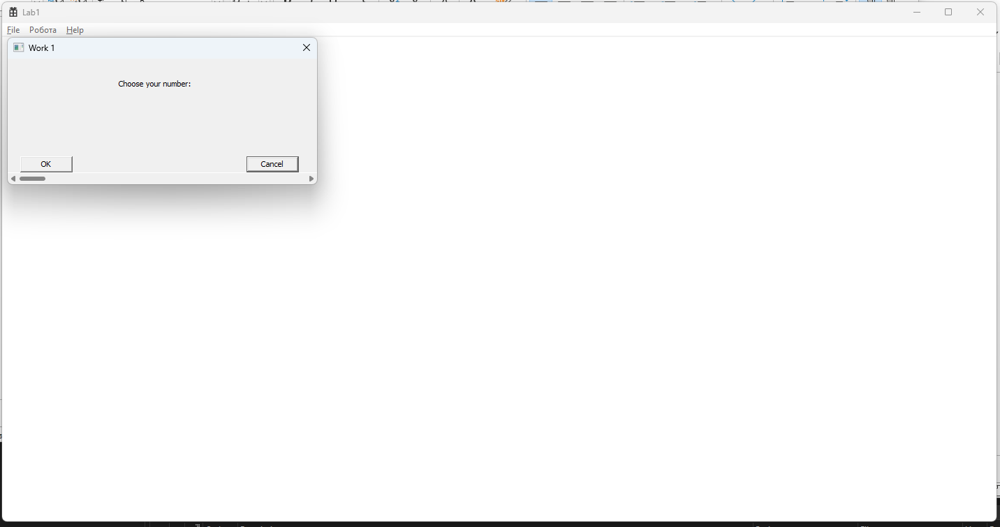 Lab1
File Робота Help
Work 1
Choose your number:
OK Cancel